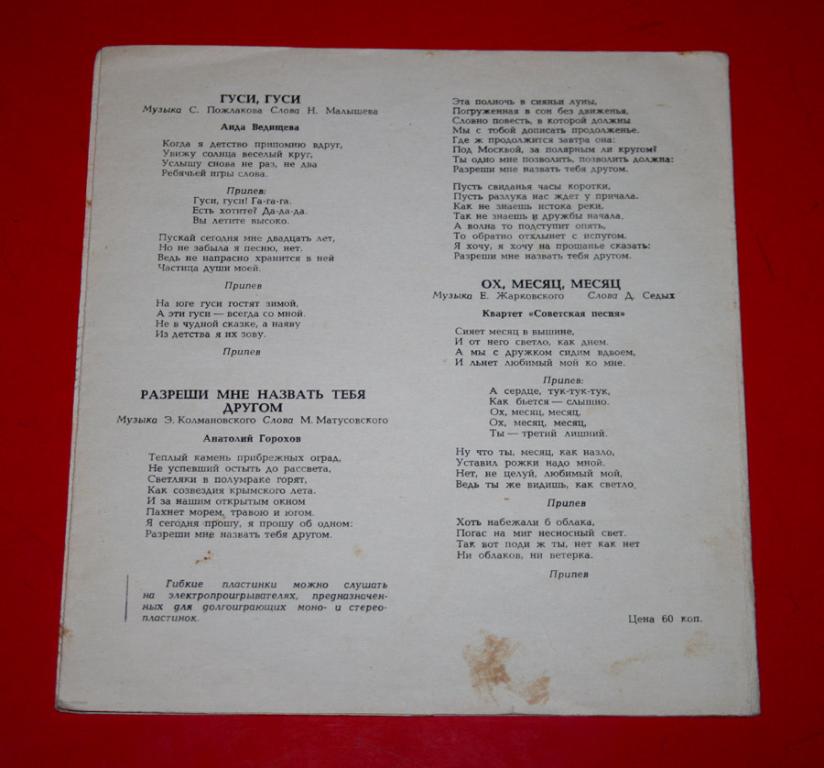 ГУСИ, ГУСИ
Музыка С. Пожлакова Слова Н. Малышева
Аида Ведищева
Когда я детство припомню вдруг,
Увижу солнца веселый круг,
Услышу снова не раз, не два
Ребячьей игры слова.
Припев:
Гуси, гуси! Га-га-га.
Есть хотите? Да-да-да.
Вы летите высоко.
Пускай сегодня мне двадцать лет,
Но не забыла я песню, нет.
Ведь не напрасно хранится в ней
Частица души моей.
Припев
На юге гуси гостят зимой,
А эти гуси — всегда со мной.
Не в чудной сказке, а наяву
Из детства я их зову.
Припев
РАЗРЕШИ МНЕ НАЗВАТЬ ТЕБЯ
ДРУГОМ
Музыка Э. Колмановского Слова М. Матусовского
Анатолий Горохов
Теплый камень прибрежных оград,
Не успевший остыть до рассвета,
Светляки в полумраке горят,
Как созвездия крымского лета.
И за нашим открытым окном
Пахнет морем, травою и югом.
Я сегодня прошу, я прошу об одном:
Разреши мне назвать тебя другом.
Гибкие пластинки можно слушать
на электропроигрывателях, предназначен-
ных для долгоиграющих моно- и стерео-
пластинок.
Эта полночь в сияньи луны,
Погруженная в сон без движенья,
Словно повесть, в которой должны
Мы с тобой дописать продолженье.
Где ж продолжится завтра она:
Под Москвой, за полярным ли кругом?
Ты одно мне позволить, позволить должна:
Разреши мне назвать тебя другом.
Пусть свиданья часы коротки,
Пусть разлука нас ждет у причала.
Как не знаешь истока реки,
Так не знаешь и дружбы начала.
А волна то подступит опять,
То обратно отхлынет с испугом.
Я хочу, я хочу на прощанье сказать:
Разреши мне назвать тебя другом.
ОХ, МЕСЯЦ, МЕСЯЦ
Музыка Е. Жарковского Слова Д. Седых
Квартет «Советская песня»
Сияет месяц в вышине,
И от него светло, как днем.
А мы с дружком сидим вдвоем,
И льнет любимый мой ко мне.
Припев:
А сердце, тук-тук-тук,
Как бьется — слышно.
Ох, месяц, месяц,
Ох, месяц, месяц,
Ты — третий лишний.
Ну что ты, месяц, как назло,
Уставил рожки надо мной.
Нет, не целуй, любимый мой,
Ведь ты же видишь, как светло.
Припев
Хоть набежали б облака,
Погас на миг несносный свет.
Так вот поди ж ты, нет как нет
Ни облаков, ни ветерка.
Припев
Цена 60 коп.